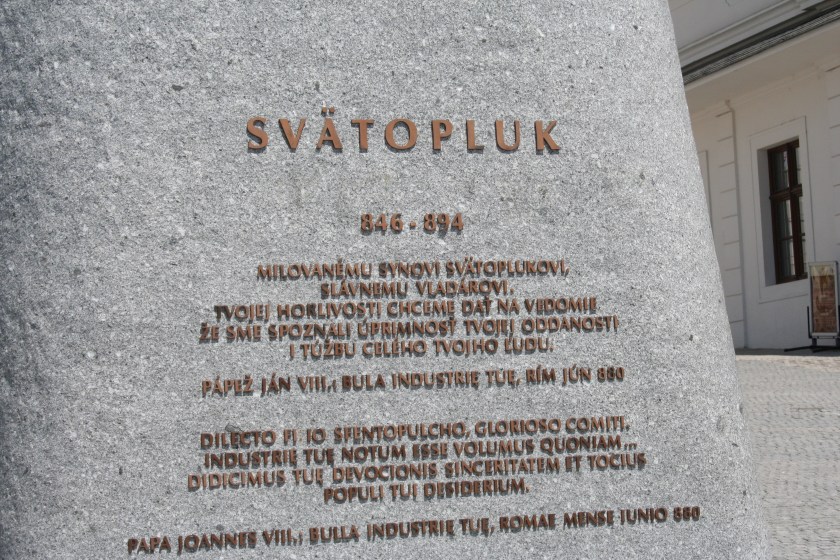 SVÄTOPLUK
846 - 894
MILOVANÉMU SYNOVI SVÄTOPLUKOVI,
SLÁVNEMU VLADÁROVI.
TVOJEJ HORLIVOSTI CHCEME DAŤ NA VEDOMIE
ŽE SME SPOZNALI ÚPRIMNOSŤ TVOJEJ ODDANOSTI
I TÚŽBU CELÉHO TVOJHO ĽUDU.
PÁPEŽ JÁN VIII.: BULA INDUSTRIĘ TUĘ, RÍM JÚN 880
DILECTO FI IO SFENTOPULCHO, GLORIOSO COMITI.
INDUSTRIĘ TUĘ NOTUM ESSE VOLUMUS QUONIAM...
DIDICIMUS TUĘ DEVOCIONIS SINCERITATEM ET TOCIUS
POPULI TUI DESIDERIUM.
PAPA JOANNES VIII.: BULLA INDUSTRIĘ TUĘ, ROMAE MENSE IUNIO 880